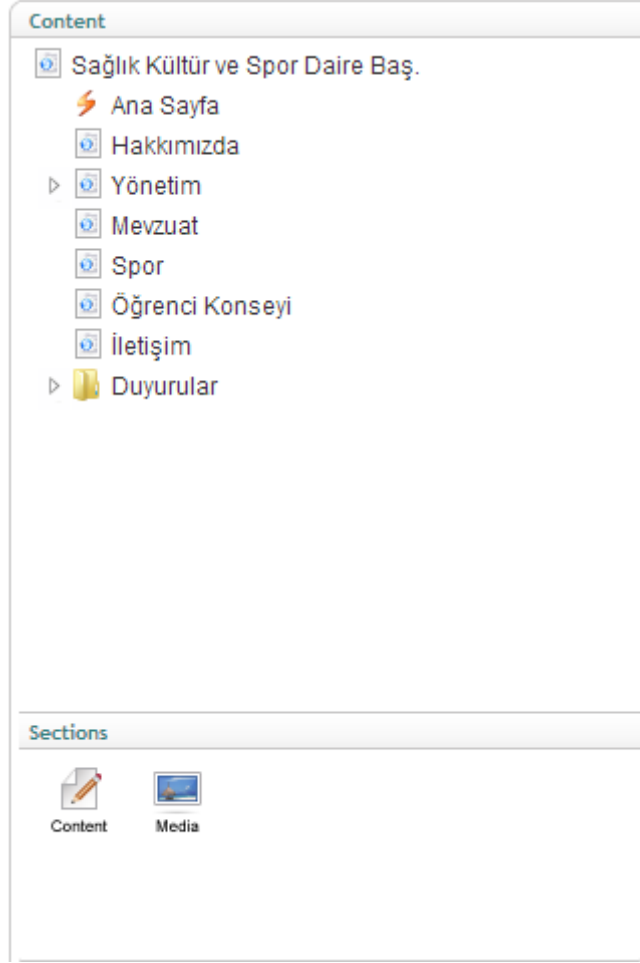 Content
Sağlık Kültür ve Spor Daire Baş.
Ana Sayfa
Hakkımızda
Yönetim
Mevzuat
Spor
Öğrenci Konseyi
İletişim
Duyurular
Sections
Content
Media